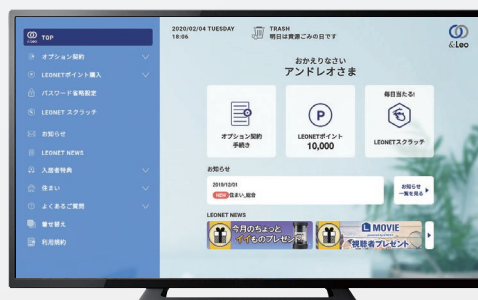 TOP
オプション契約
LEONETポイント購入
パスワード省略設定
LEONET スクラッチ
お知らせ
LEONET NEWS
入居者特典
住まい
よくあるご質問
着せ替え
利用規約
2020/02/04 TUESDAY
18:06
TRASH
明日は資源ごみの日です
&Leo
おかえりなさい
アンドレオさま
オプション契約
手続き
LEONETポイント
10,000
毎日当たる!
LEONETスクラッチ
お知らせ
2019/12/01
NEW 住まい_総合
お知らせ
一覧を見る
LEONET NEWS
今月のちょっと
イイものプレゼント
L MOVIE
視聴者プレゼント